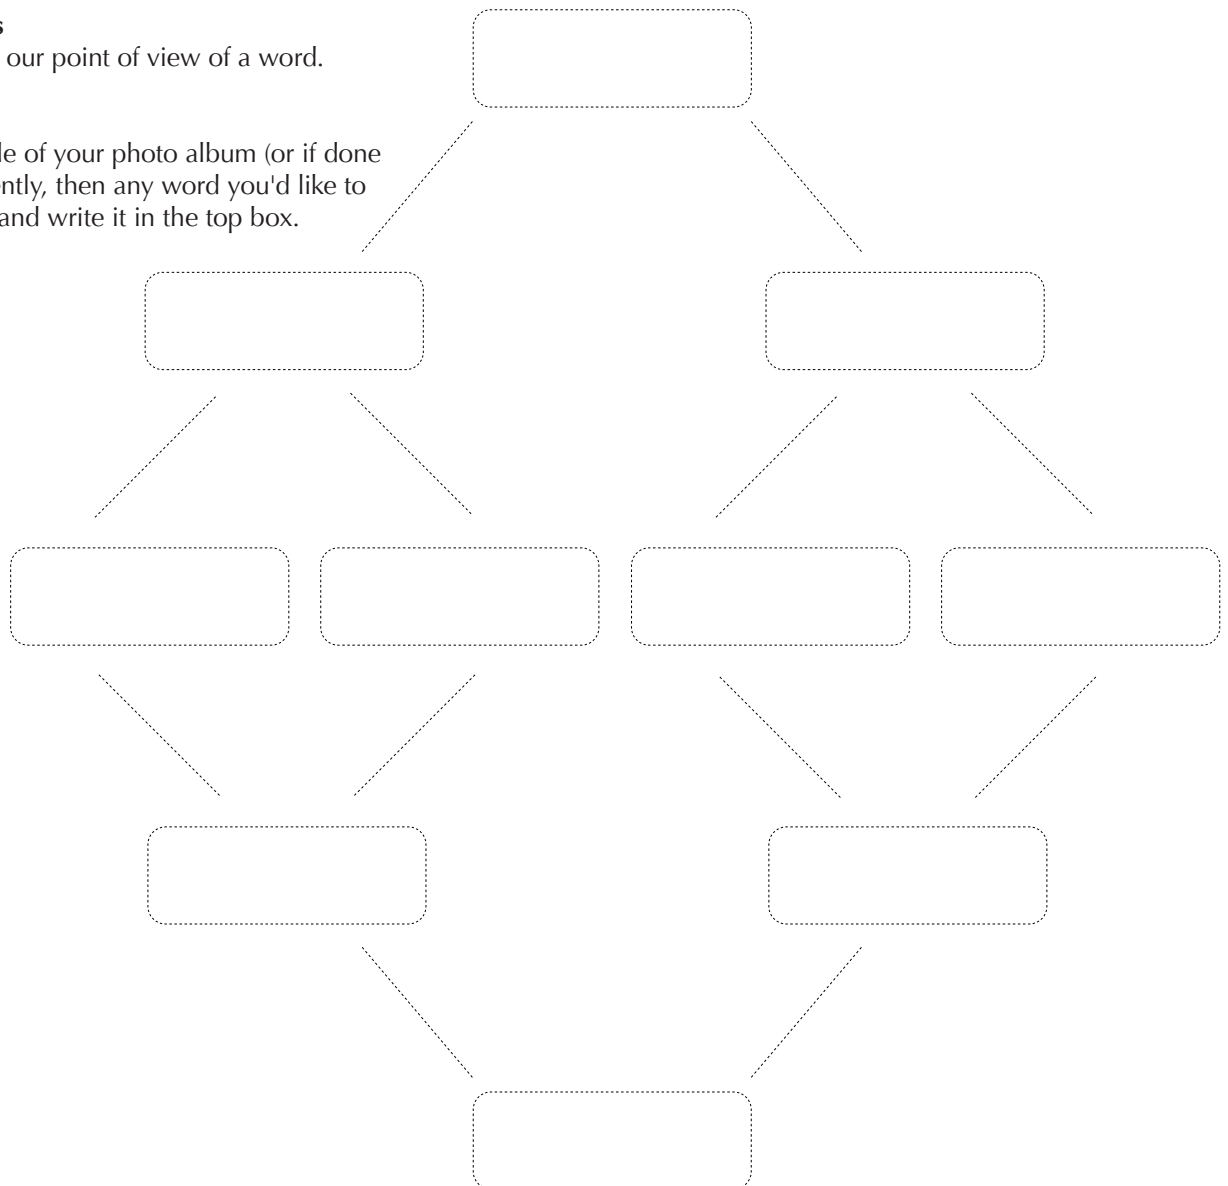 s
our point of view of a word.
le of your photo album (or if done
ently, then any word you'd like to
and write it in the top box.